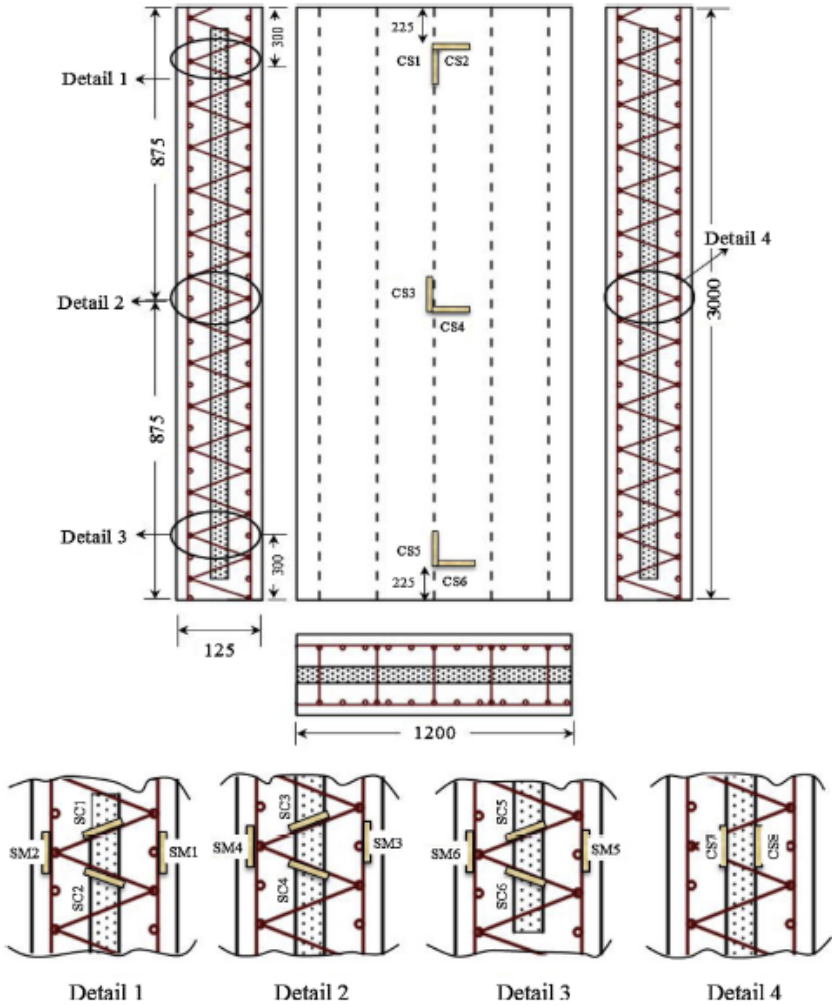 300
225
CS1 CS2
Detail 1
875
Detail 4
CS3
CS4
Detail 2
3000
875
Detail 3
300
CS5
CS6
225
125
1200
SC1
SM2
SM1
SC2
SC3
SM4
SM3
SC4
SC5
SM6
SM5
SC6
CS7
CS8
Detail 1
Detail 2
Detail 3
Detail 4